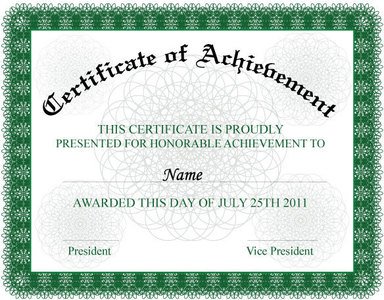 Certificate of Achievement
THIS CERTIFICATE IS PROUDLY
PRESENTED FOR HONORABLE ACHIEVEMENT TO
Name
AWARDED THIS DAY OF JULY 25TH 2011
President Vice President